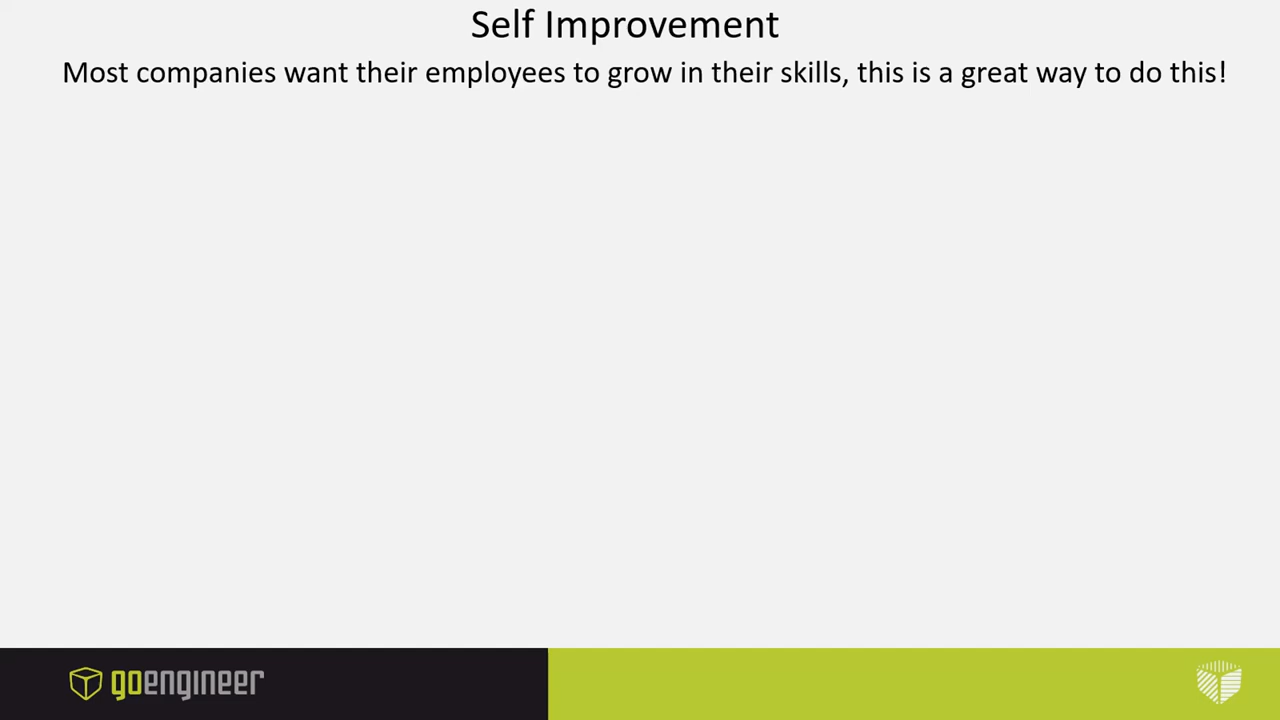 Self Improvement
Most companies want their employees to grow in their skills, this is a great way to do this!
goengineer